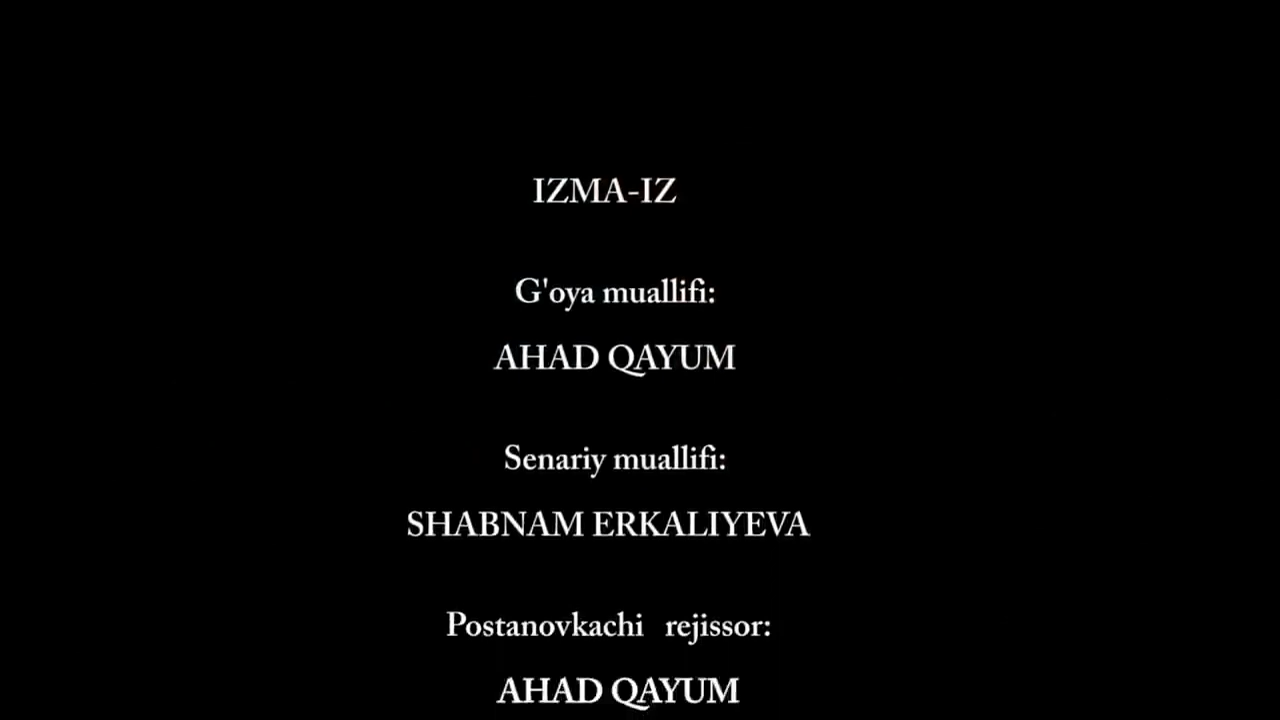 IZMA-IZ
G'oya muallifi:
AHAD QAYUM
Senariy muallifi:
SHABNAM ERKALIYEVA
Postanovkachi rejissor:
AHAD QAYUM